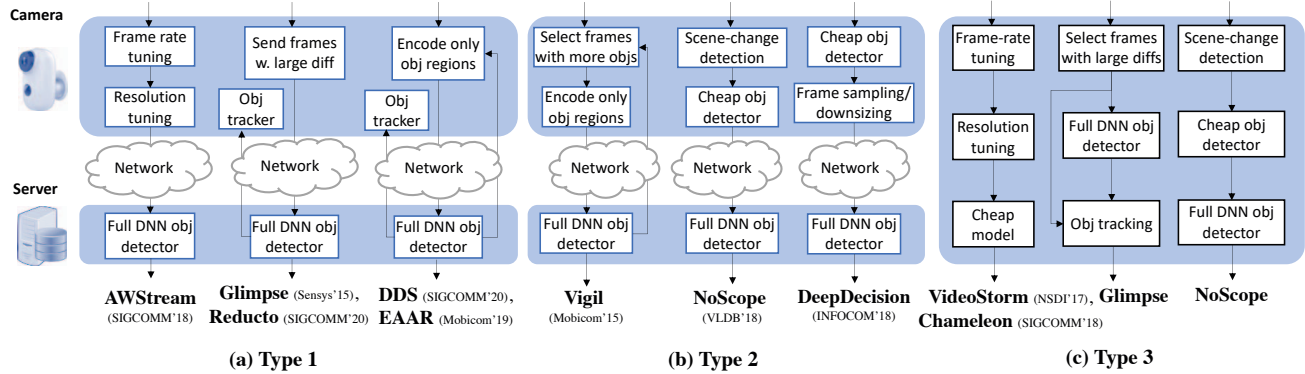 Camera
Server
Frame rate
tuning
Resolution
tuning
Network
Full DNN obj
detector
AWStream
(SIGCOMM'18)
Send frames
w. large diff
Obj
tracker
Network
Full DNN obj
detector
Glimpse (Sensys'15),
Reducto (SIGCOMM'20)
Encode only
obj regions
Obj
tracker
Network
Full DNN obj
detector
DDS (SIGCOMM'20),
EAAR (Mobicom'19)
(a) Type 1
Select frames
with more objs
Encode only
obj regions
Network
Full DNN obj
detector
Vigil
(Mobicom'15)
Scene-change
detection
Cheap obj
detector
Network
Full DNN obj
detector
NoScope
(VLDB'18)
Cheap obj
detector
Frame sampling/
downsizing
Network
Full DNN obj
detector
DeepDecision
(INFOCOM'18)
(b) Type 2
Frame-rate
tuning
Resolution
tuning
Cheap
model
VideoStorm (NSDI'17),
Chameleon (SIGCOMM'18)
Select frames
with large diffs
Full DNN obj
detector
Obj tracking
Glimpse
Scene-change
detection
Cheap obj
detector
Full DNN obj
detector
NoScope
(c) Type 3